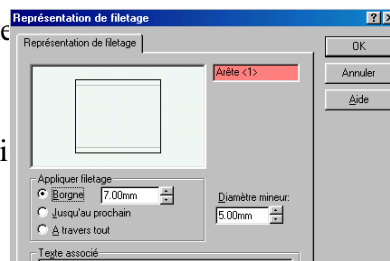 Représentation de filetage
Représentation de filetage
OK
Arête <1>
Annuler
Aide
Appliquer filetage
Borgne
7.00mm
Diamètre mineur:
Jusqu'au prochain
5.00mm
A travers tout
Texte associé